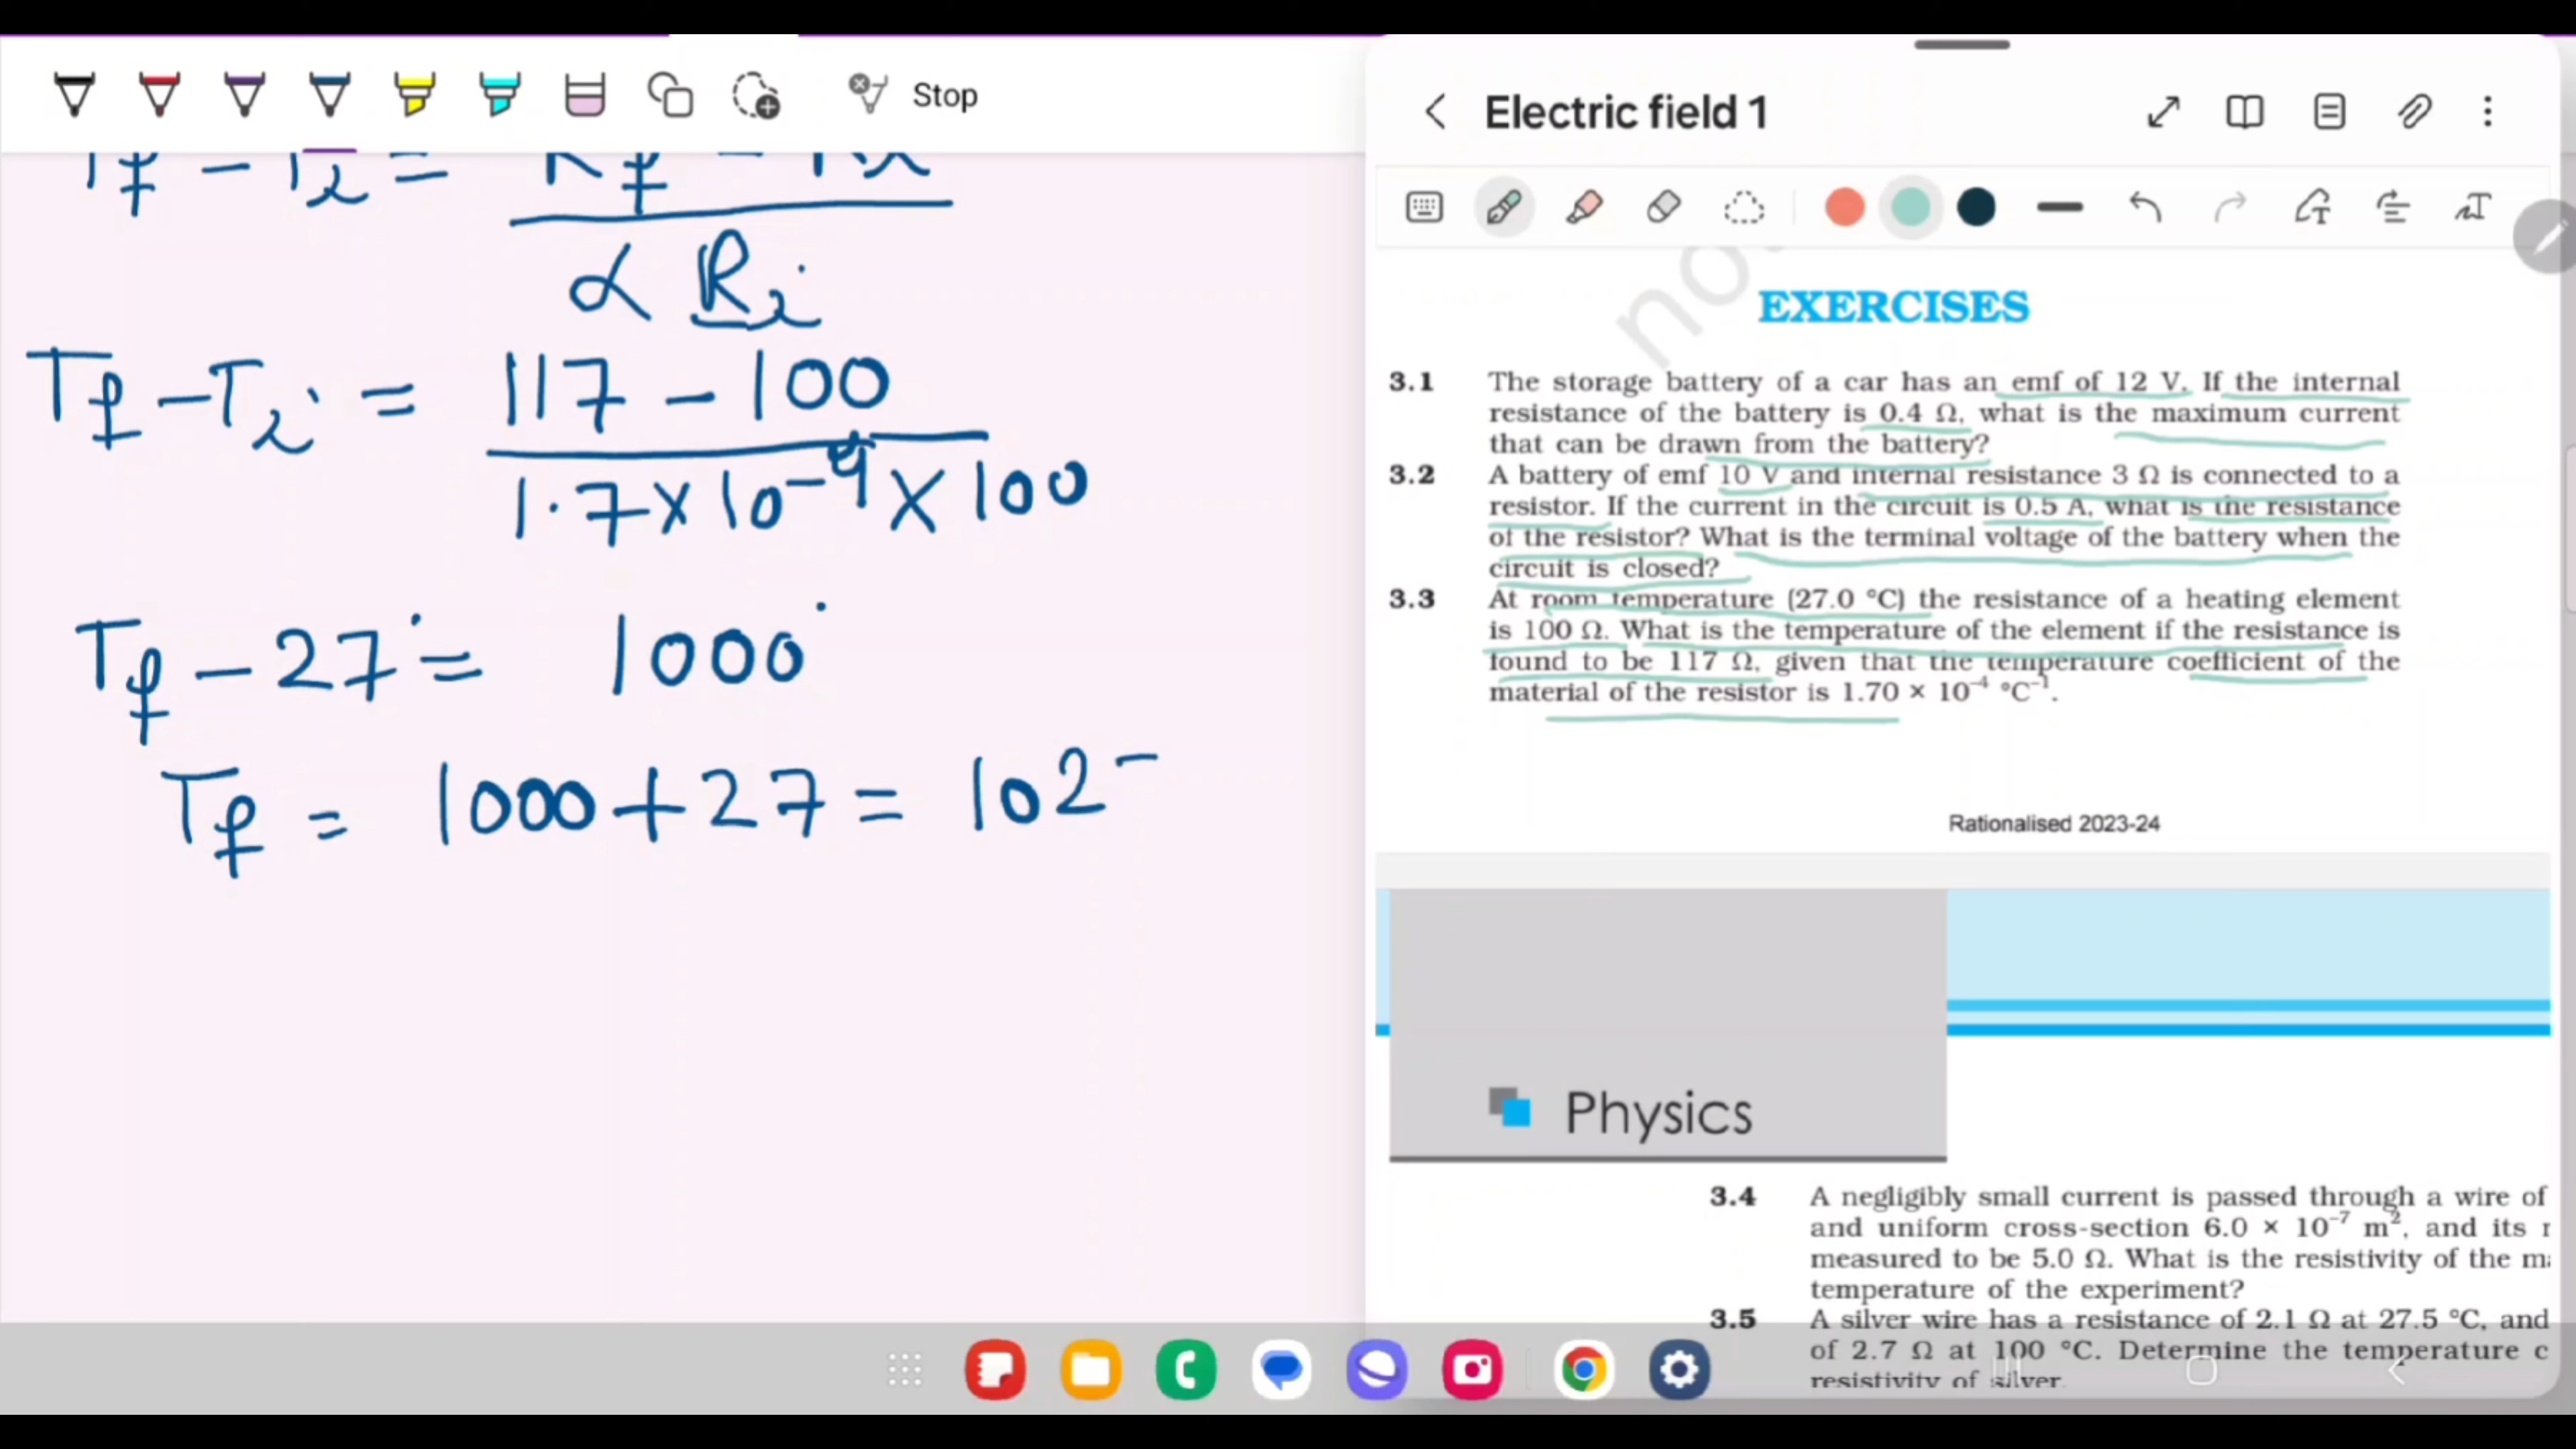 Stop
Tf - Ti = Rf - Ri
α Ri
Tf - Ti = 117 - 100
1.7 × 10⁻⁴ × 100
Tf - 27° = 1000°
Tf = 1000 + 27 = 102
Electric field 1
no
EXERCISES
3.1 The storage battery of a car has an emf of 12 V. If the internal
resistance of the battery is 0.4 Ω, what is the maximum current
that can be drawn from the battery?
3.2 A battery of emf 10 V and internal resistance 3 Ω is connected to a
resistor. If the current in the circuit is 0.5 A, what is the resistance
of the resistor? What is the terminal voltage of the battery when the
circuit is closed?
3.3 At room temperature (27.0 °C) the resistance of a heating element
is 100 Ω. What is the temperature of the element if the resistance is
found to be 117 Ω, given that the temperature coefficient of the
material of the resistor is 1.70 × 10⁻⁴ °C⁻¹.
Rationalised 2023-24
Physics
3.4 A negligibly small current is passed through a wire of
and uniform cross-section 6.0 × 10⁻⁷ m², and its
measured to be 5.0 Ω. What is the resistivity of the
temperature of the experiment?
3.5 A silver wire has a resistance of 2.1 Ω at 27.5 °C, and
of 2.7 Ω at 100 °C. Determine the temperature c
resistivity of silver.